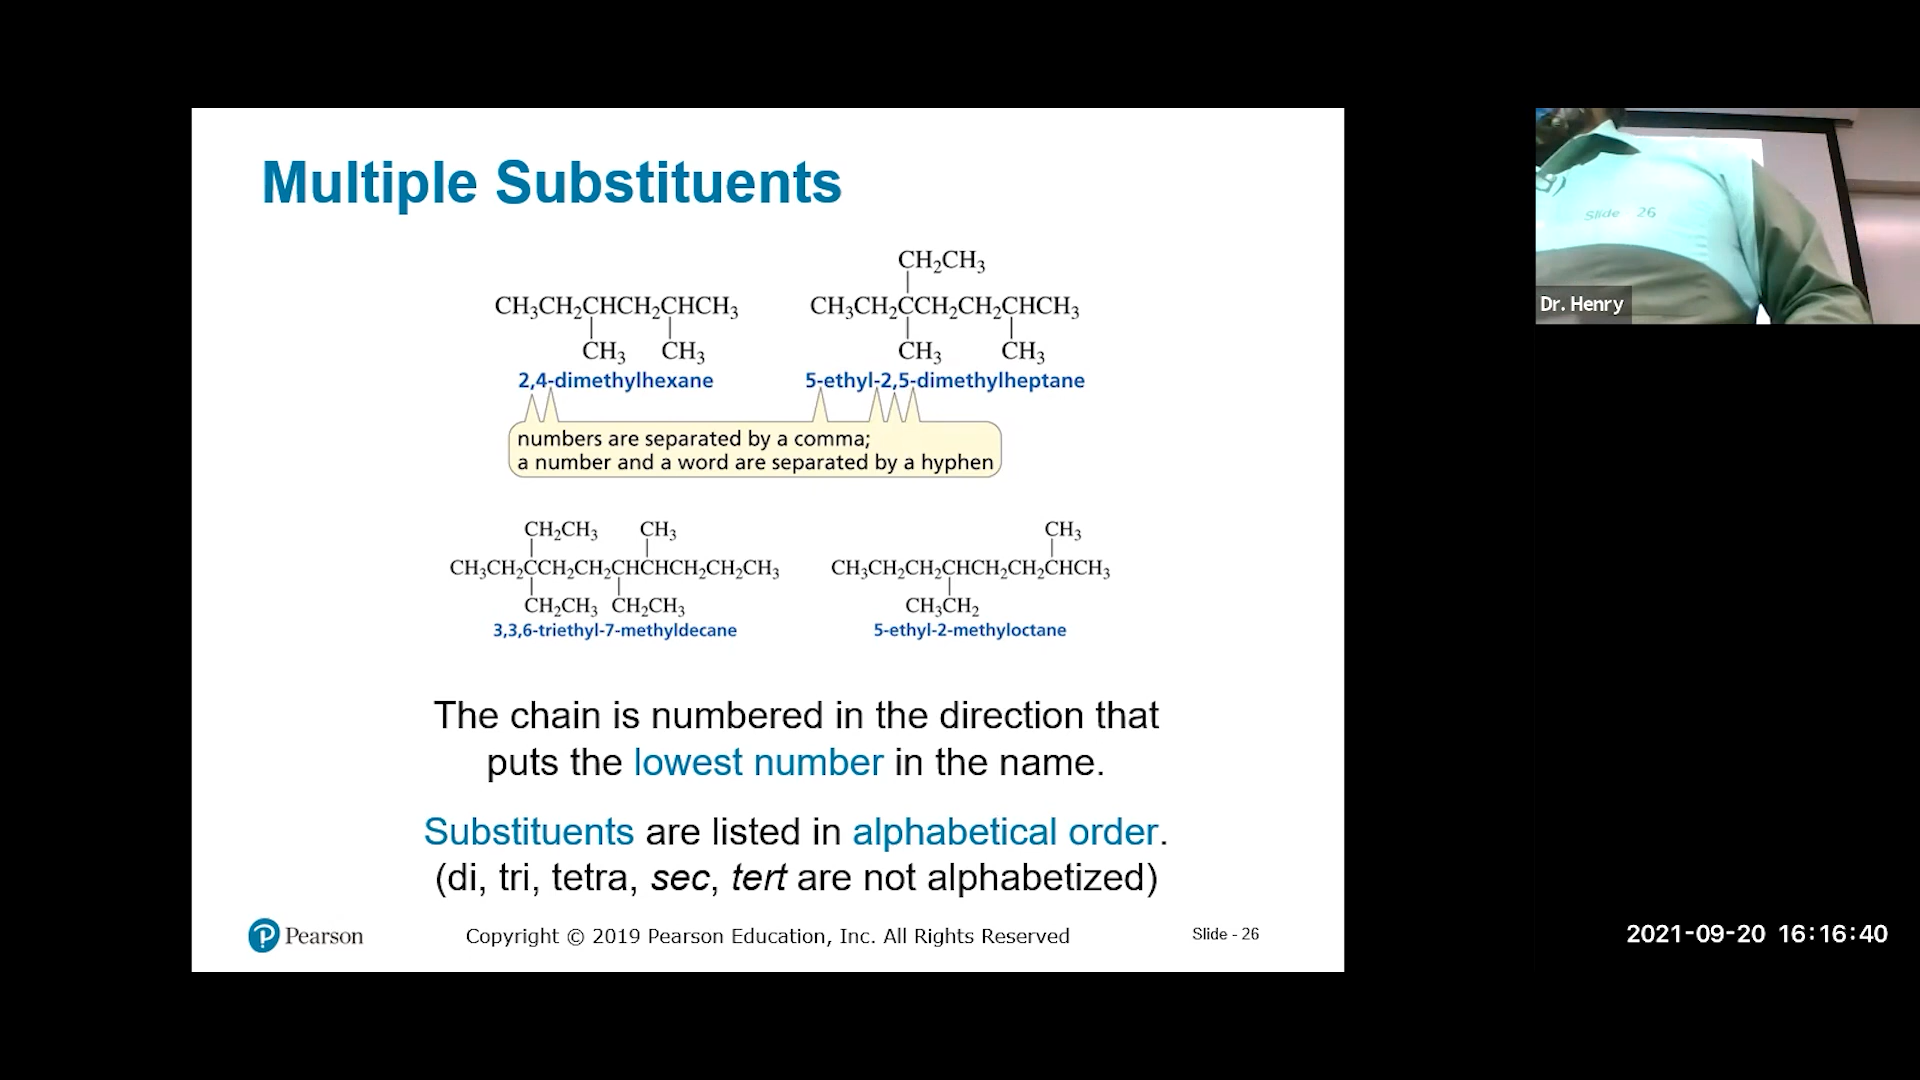 Multiple Substituents
CH₂CH₃
CH₃CH₂CHCH₂CHCH₃
CH₃CH₂CCH₂CH₂CHCH₃
CH₃ CH₃
CH₃ CH₃
2,4-dimethylhexane
5-ethyl-2,5-dimethylheptane
numbers are separated by a comma;
a number and a word are separated by a hyphen
CH₂CH₃ CH₃
CH₃CH₂CCH₂CH₂CHCHCH₂CH₂CH₃
CH₂CH₃ CH₂CH₃
3,3,6-triethyl-7-methyldecane
CH₃
CH₃CH₂CH₂CHCH₂CH₂CHCH₃
CH₃CH₂
5-ethyl-2-methyloctane
The chain is numbered in the direction that
puts the lowest number in the name.
Substituents are listed in alphabetical order.
(di, tri, tetra, sec, tert are not alphabetized)
P Pearson
Copyright © 2019 Pearson Education, Inc. All Rights Reserved
Slide - 26
Slide 26
Dr. Henry
2021-09-20 16:16:40